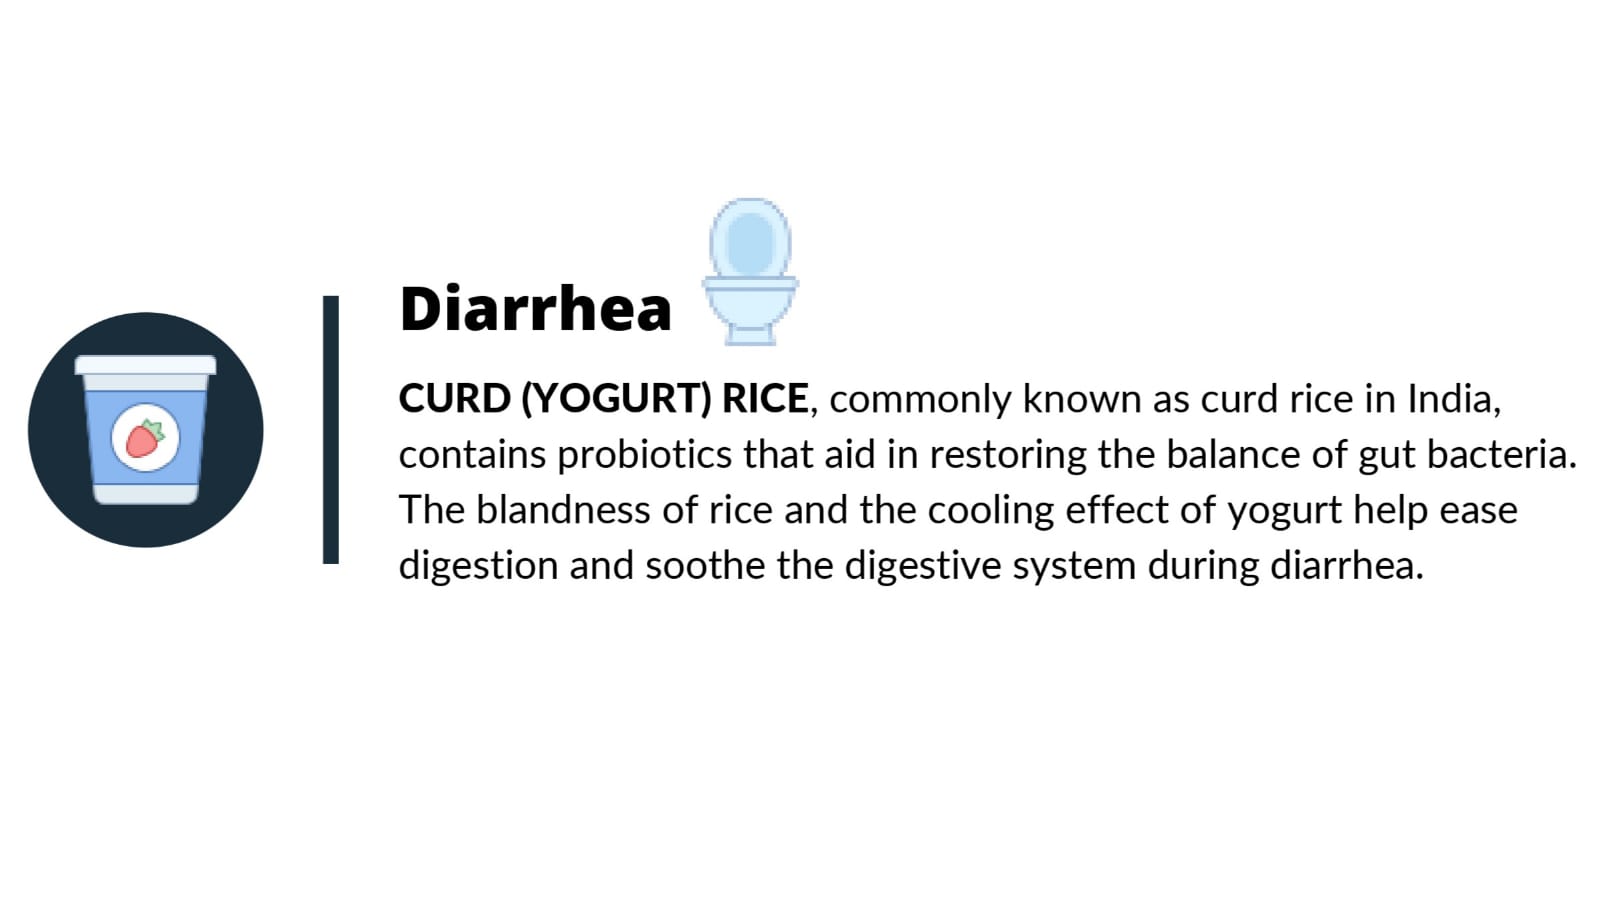 Diarrhea
CURD (YOGURT) RICE, commonly known as curd rice in India,
contains probiotics that aid in restoring the balance of gut bacteria.
The blandness of rice and the cooling effect of yogurt help ease
digestion and soothe the digestive system during diarrhea.